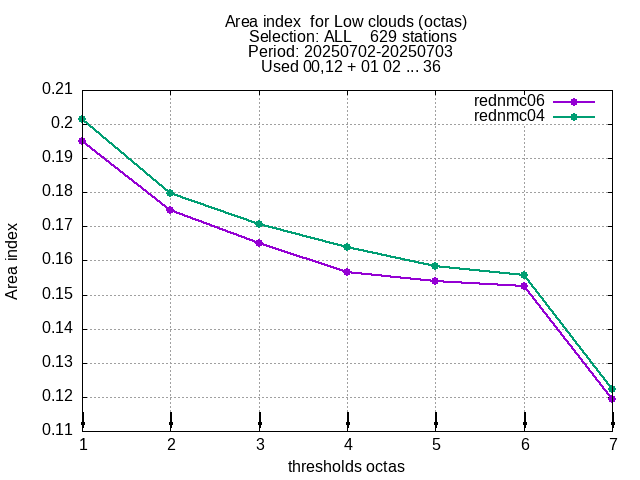 Area index  for Low clouds (octas)
Selection: ALL    629 stations
Period: 20250702-20250703
Used 00,12 + 01 02 ... 36
rednmc06
rednmc04
0.21
0.2
0.19
0.18
0.17
0.16
0.15
0.14
0.13
0.12
0.11
Area index
1 2 3 4 5 6 7
thresholds octas